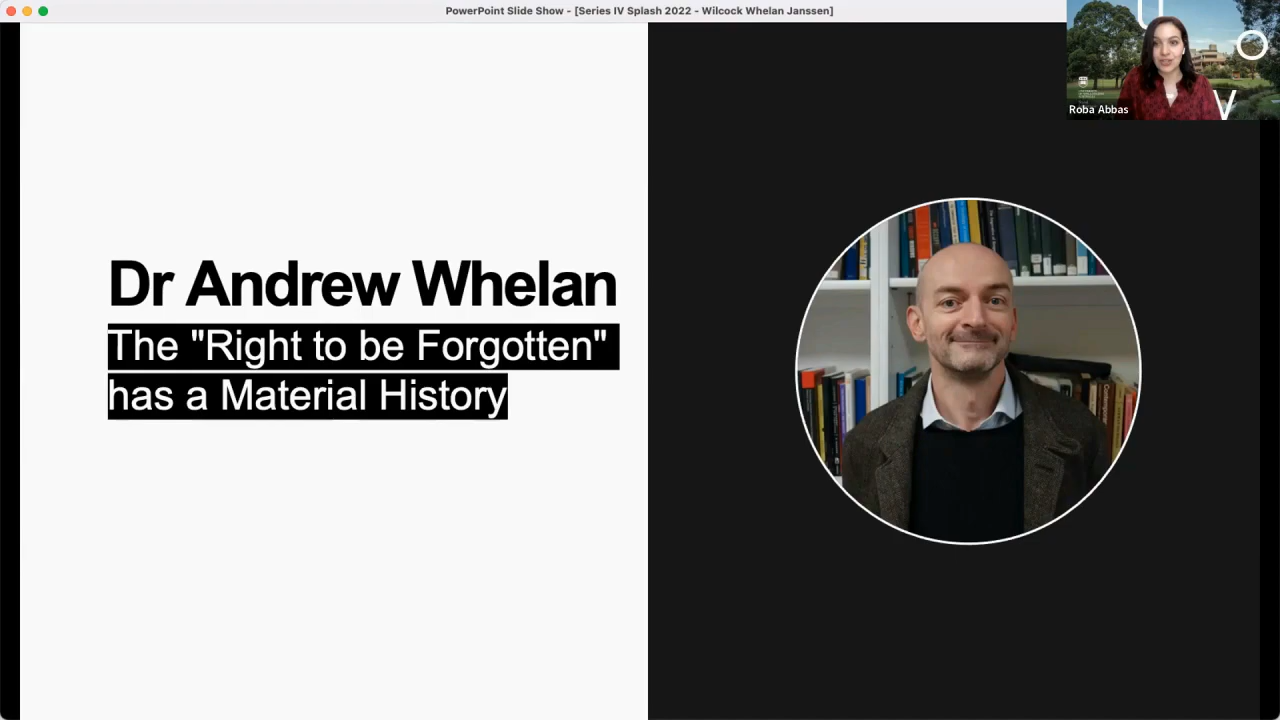 PowerPoint Slide Show - [Series IV Splash 2022 - Wilcock Whelan Janssen]
U
O
W
Roba Abbas
Dr Andrew Whelan
The "Right to be Forgotten"
has a Material History